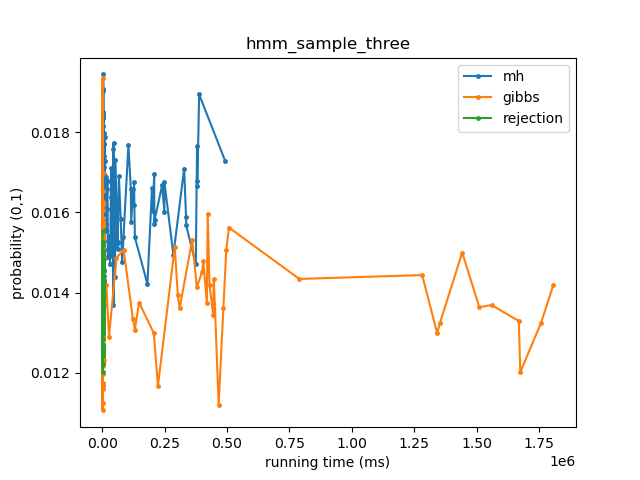 hmm_sample_three
mh
gibbs
rejection
probability (0,1)
0.018
0.016
0.014
0.012
0.00 0.25 0.50 0.75 1.00 1.25 1.50 1.75
running time (ms)
1e6